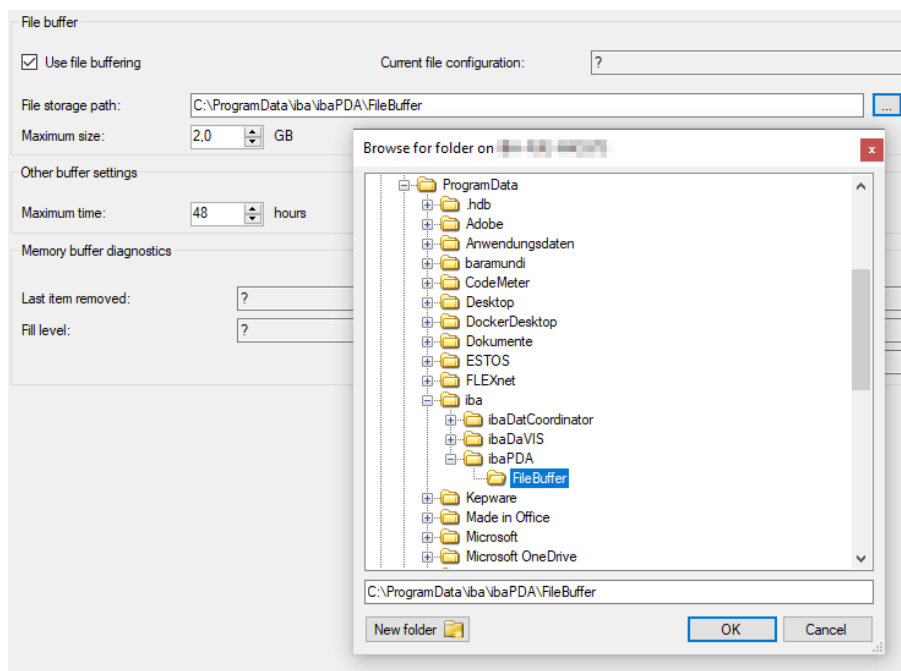 File buffer
Use file buffering
Current file configuration:
?
File storage path:
C:\ProgramData\iba\ibaPDA\FileBuffer
...
Maximum size:
2,0
GB
Other buffer settings
Maximum time:
48
hours
Memory buffer diagnostics
Last item removed:
?
Fill level:
?
Browse for folder on
x
ProgramData
.hdb
Adobe
Anwendungsdaten
baramundi
CodeMeter
Desktop
DockerDesktop
Dokumente
ESTOS
FLEXnet
iba
ibaDatCoordinator
ibaDaVIS
ibaPDA
FileBuffer
Kepware
Made in Office
Microsoft
Microsoft OneDrive
C:\ProgramData\iba\ibaPDA\FileBuffer
New folder
OK
Cancel